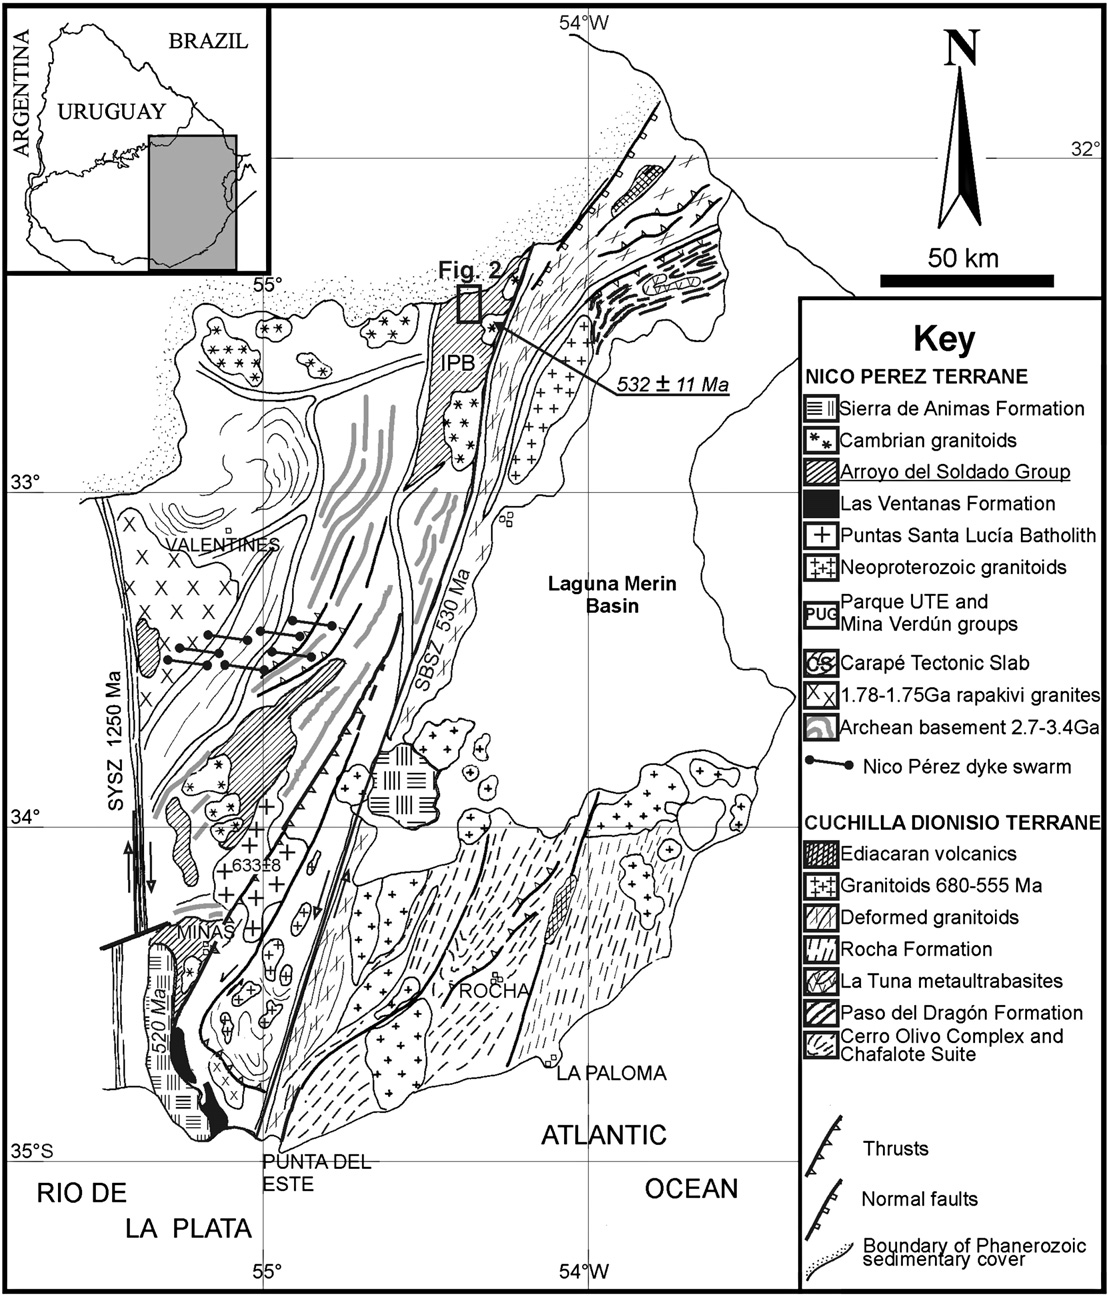 54°W
ARGENTINA
BRAZIL
URUGUAY
N
32°
50 km
55°
Fig. 2
IPB
532 ± 11 Ma
33°
VALENTINES
Laguna Merin
Basin
SBSZ 530 Ma
SYSZ 1250 Ma
34°
633±8
MINAS
520 Ma
ROCHA
LA PALOMA
ATLANTIC
OCEAN
35°S
PUNTA DEL
ESTE
RIO DE
LA PLATA
55°
54°W
Key
NICO PEREZ TERRANE
Sierra de Animas Formation
Cambrian granitoids
Arroyo del Soldado Group
Las Ventanas Formation
Puntas Santa Lucía Batholith
Neoproterozoic granitoids
PUG
Parque UTE and
Mina Verdún groups
CS
Carapé Tectonic Slab
1.78-1.75Ga rapakivi granites
Archean basement 2.7-3.4Ga
Nico Pérez dyke swarm
CUCHILLA DIONISIO TERRANE
Ediacaran volcanics
Granitoids 680-555 Ma
Deformed granitoids
Rocha Formation
La Tuna metaultrabasites
Paso del Dragón Formation
Cerro Olivo Complex and
Chafalote Suite
Thrusts
Normal faults
Boundary of Phanerozoic
sedimentary cover